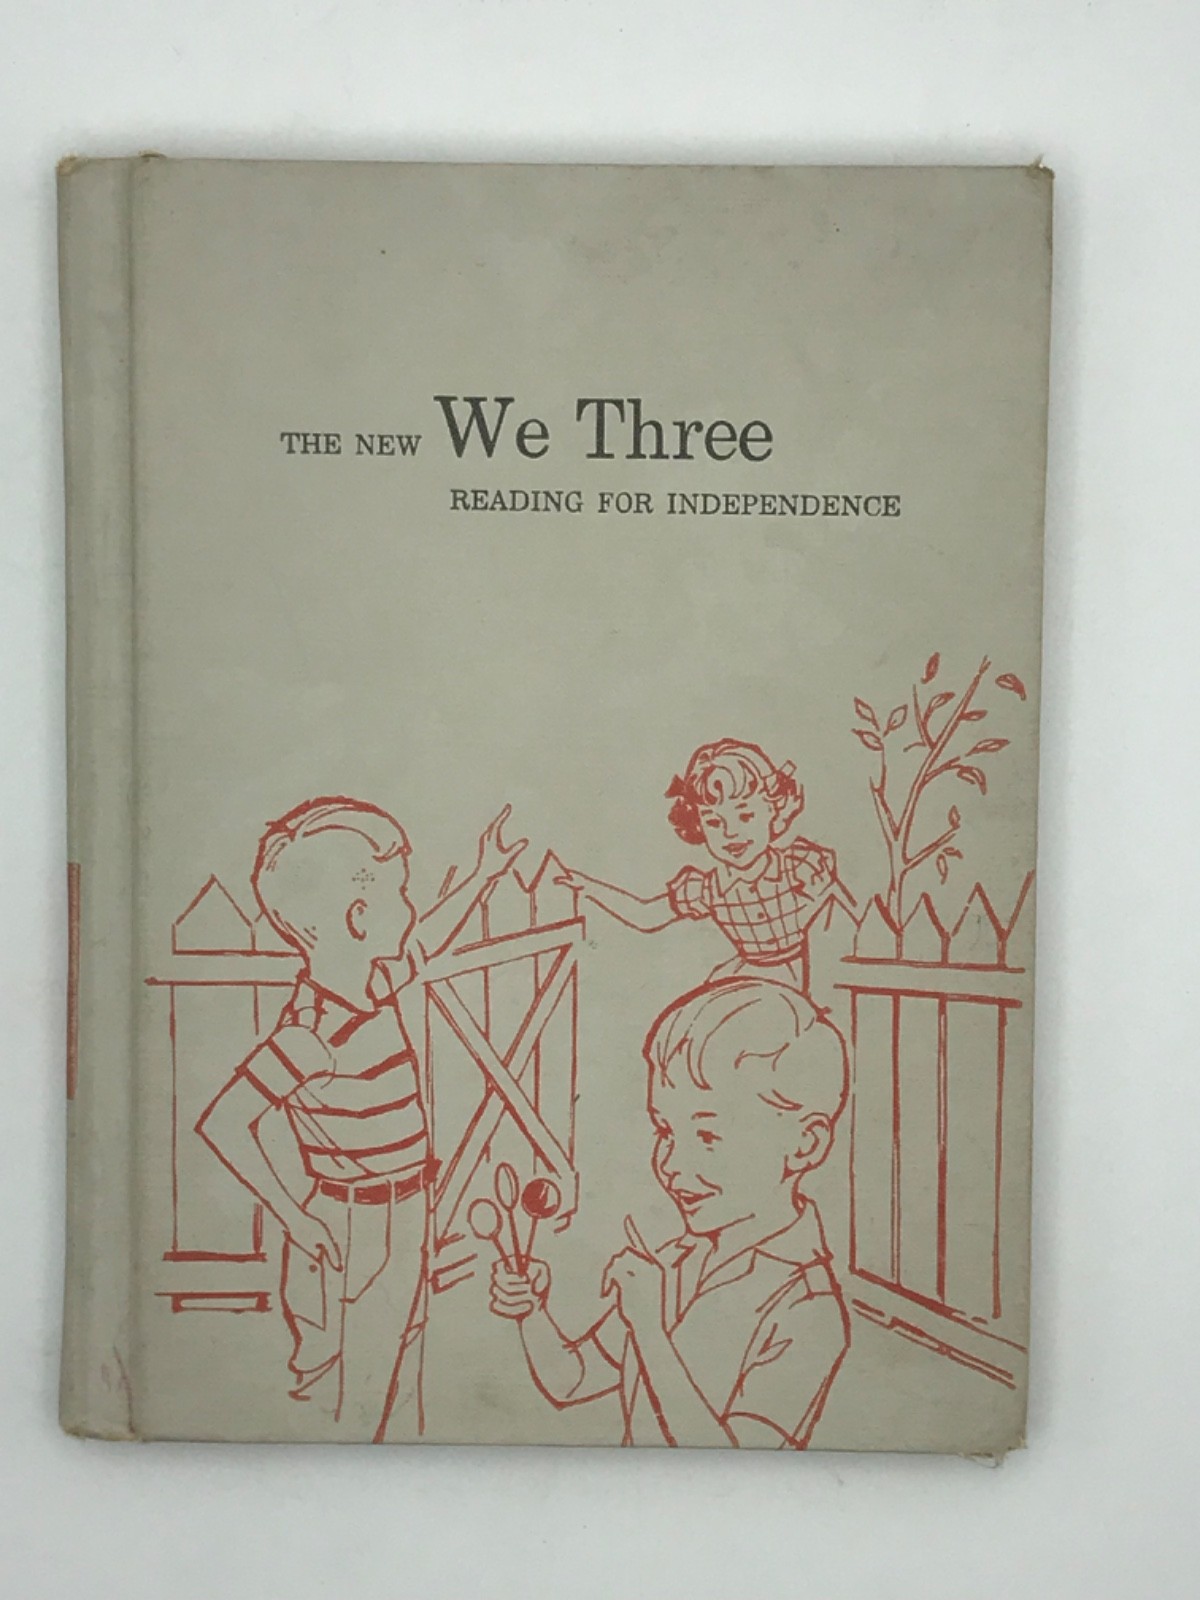 THE NEW We Three
READING FOR INDEPENDENCE